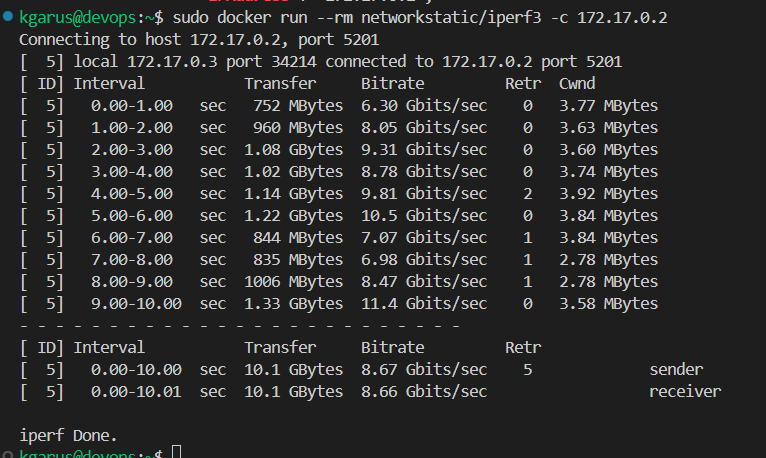 kgarus@devops:~$ sudo docker run --rm networkstatic/iperf3 -c 172.17.0.2
Connecting to host 172.17.0.2, port 5201
[  5] local 172.17.0.3 port 34214 connected to 172.17.0.2 port 5201
[ ID] Interval           Transfer     Bitrate         Retr  Cwnd
[  5]   0.00-1.00   sec   752 MBytes  6.30 Gbits/sec    0   3.77 MBytes
[  5]   1.00-2.00   sec   960 MBytes  8.05 Gbits/sec    0   3.63 MBytes
[  5]   2.00-3.00   sec  1.08 GBytes  9.31 Gbits/sec    0   3.60 MBytes
[  5]   3.00-4.00   sec  1.02 GBytes  8.78 Gbits/sec    0   3.74 MBytes
[  5]   4.00-5.00   sec  1.14 GBytes  9.81 Gbits/sec    2   3.92 MBytes
[  5]   5.00-6.00   sec  1.22 GBytes  10.5 Gbits/sec    0   3.84 MBytes
[  5]   6.00-7.00   sec   844 MBytes  7.07 Gbits/sec    1   3.84 MBytes
[  5]   7.00-8.00   sec   835 MBytes  6.98 Gbits/sec    1   2.78 MBytes
[  5]   8.00-9.00   sec  1006 MBytes  8.47 Gbits/sec    1   2.78 MBytes
[  5]   9.00-10.00  sec  1.33 GBytes  11.4 Gbits/sec    0   3.58 MBytes
- - - - - - - - - - - - - - - - - - - - - - - - -
[ ID] Interval           Transfer     Bitrate         Retr
[  5]   0.00-10.00  sec  10.1 GBytes  8.67 Gbits/sec    5             sender
[  5]   0.00-10.01  sec  10.1 GBytes  8.66 Gbits/sec                  receiver
iperf Done.
kgarus@devops:~$